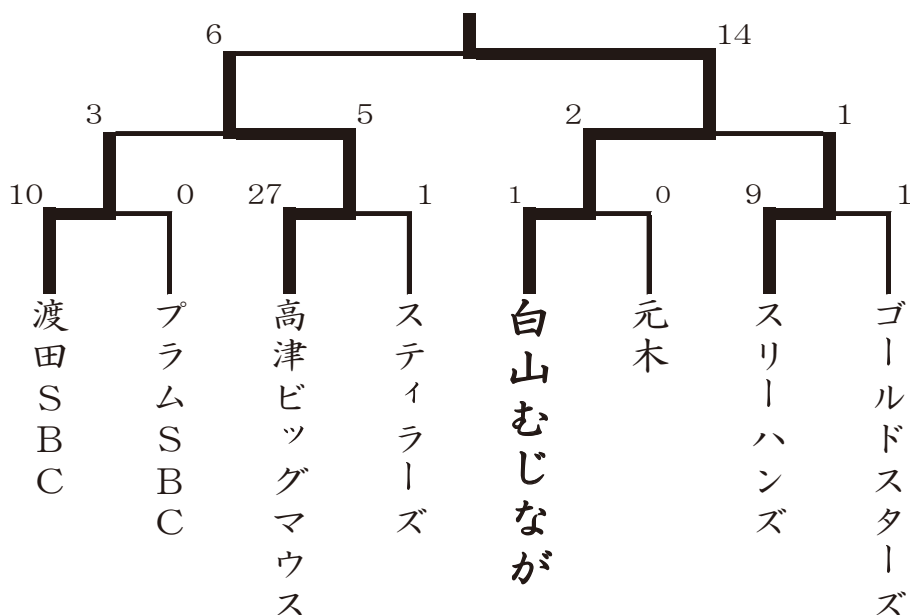 6
14
3
5
2
1
10
0
27
1
1
0
9
1
渡田ＳＢＣ
プラムＳＢＣ
高津ビッグマウス
スティラーズ
白山むじなが
元木
スリーハンズ
ゴールドスターズ